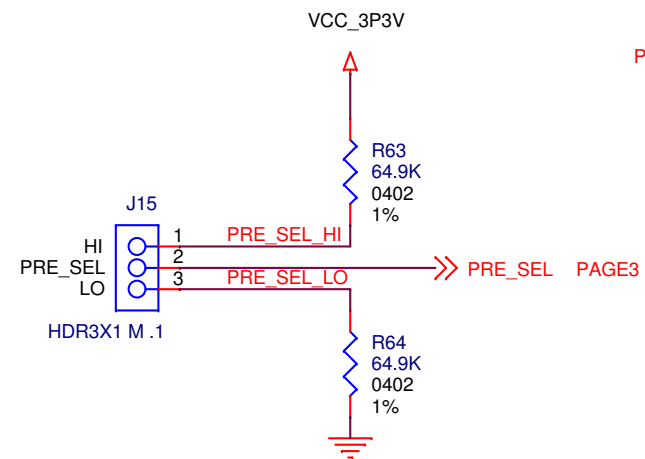 VCC_3P3V
P
R63
64.9K
0402
1%
J15
HI
1
PRE_SEL_HI
PRE_SEL
2
PRE_SEL PAGE3
LO
3
PRE_SEL_LO
HDR3X1 M .1
R64
64.9K
0402
1%